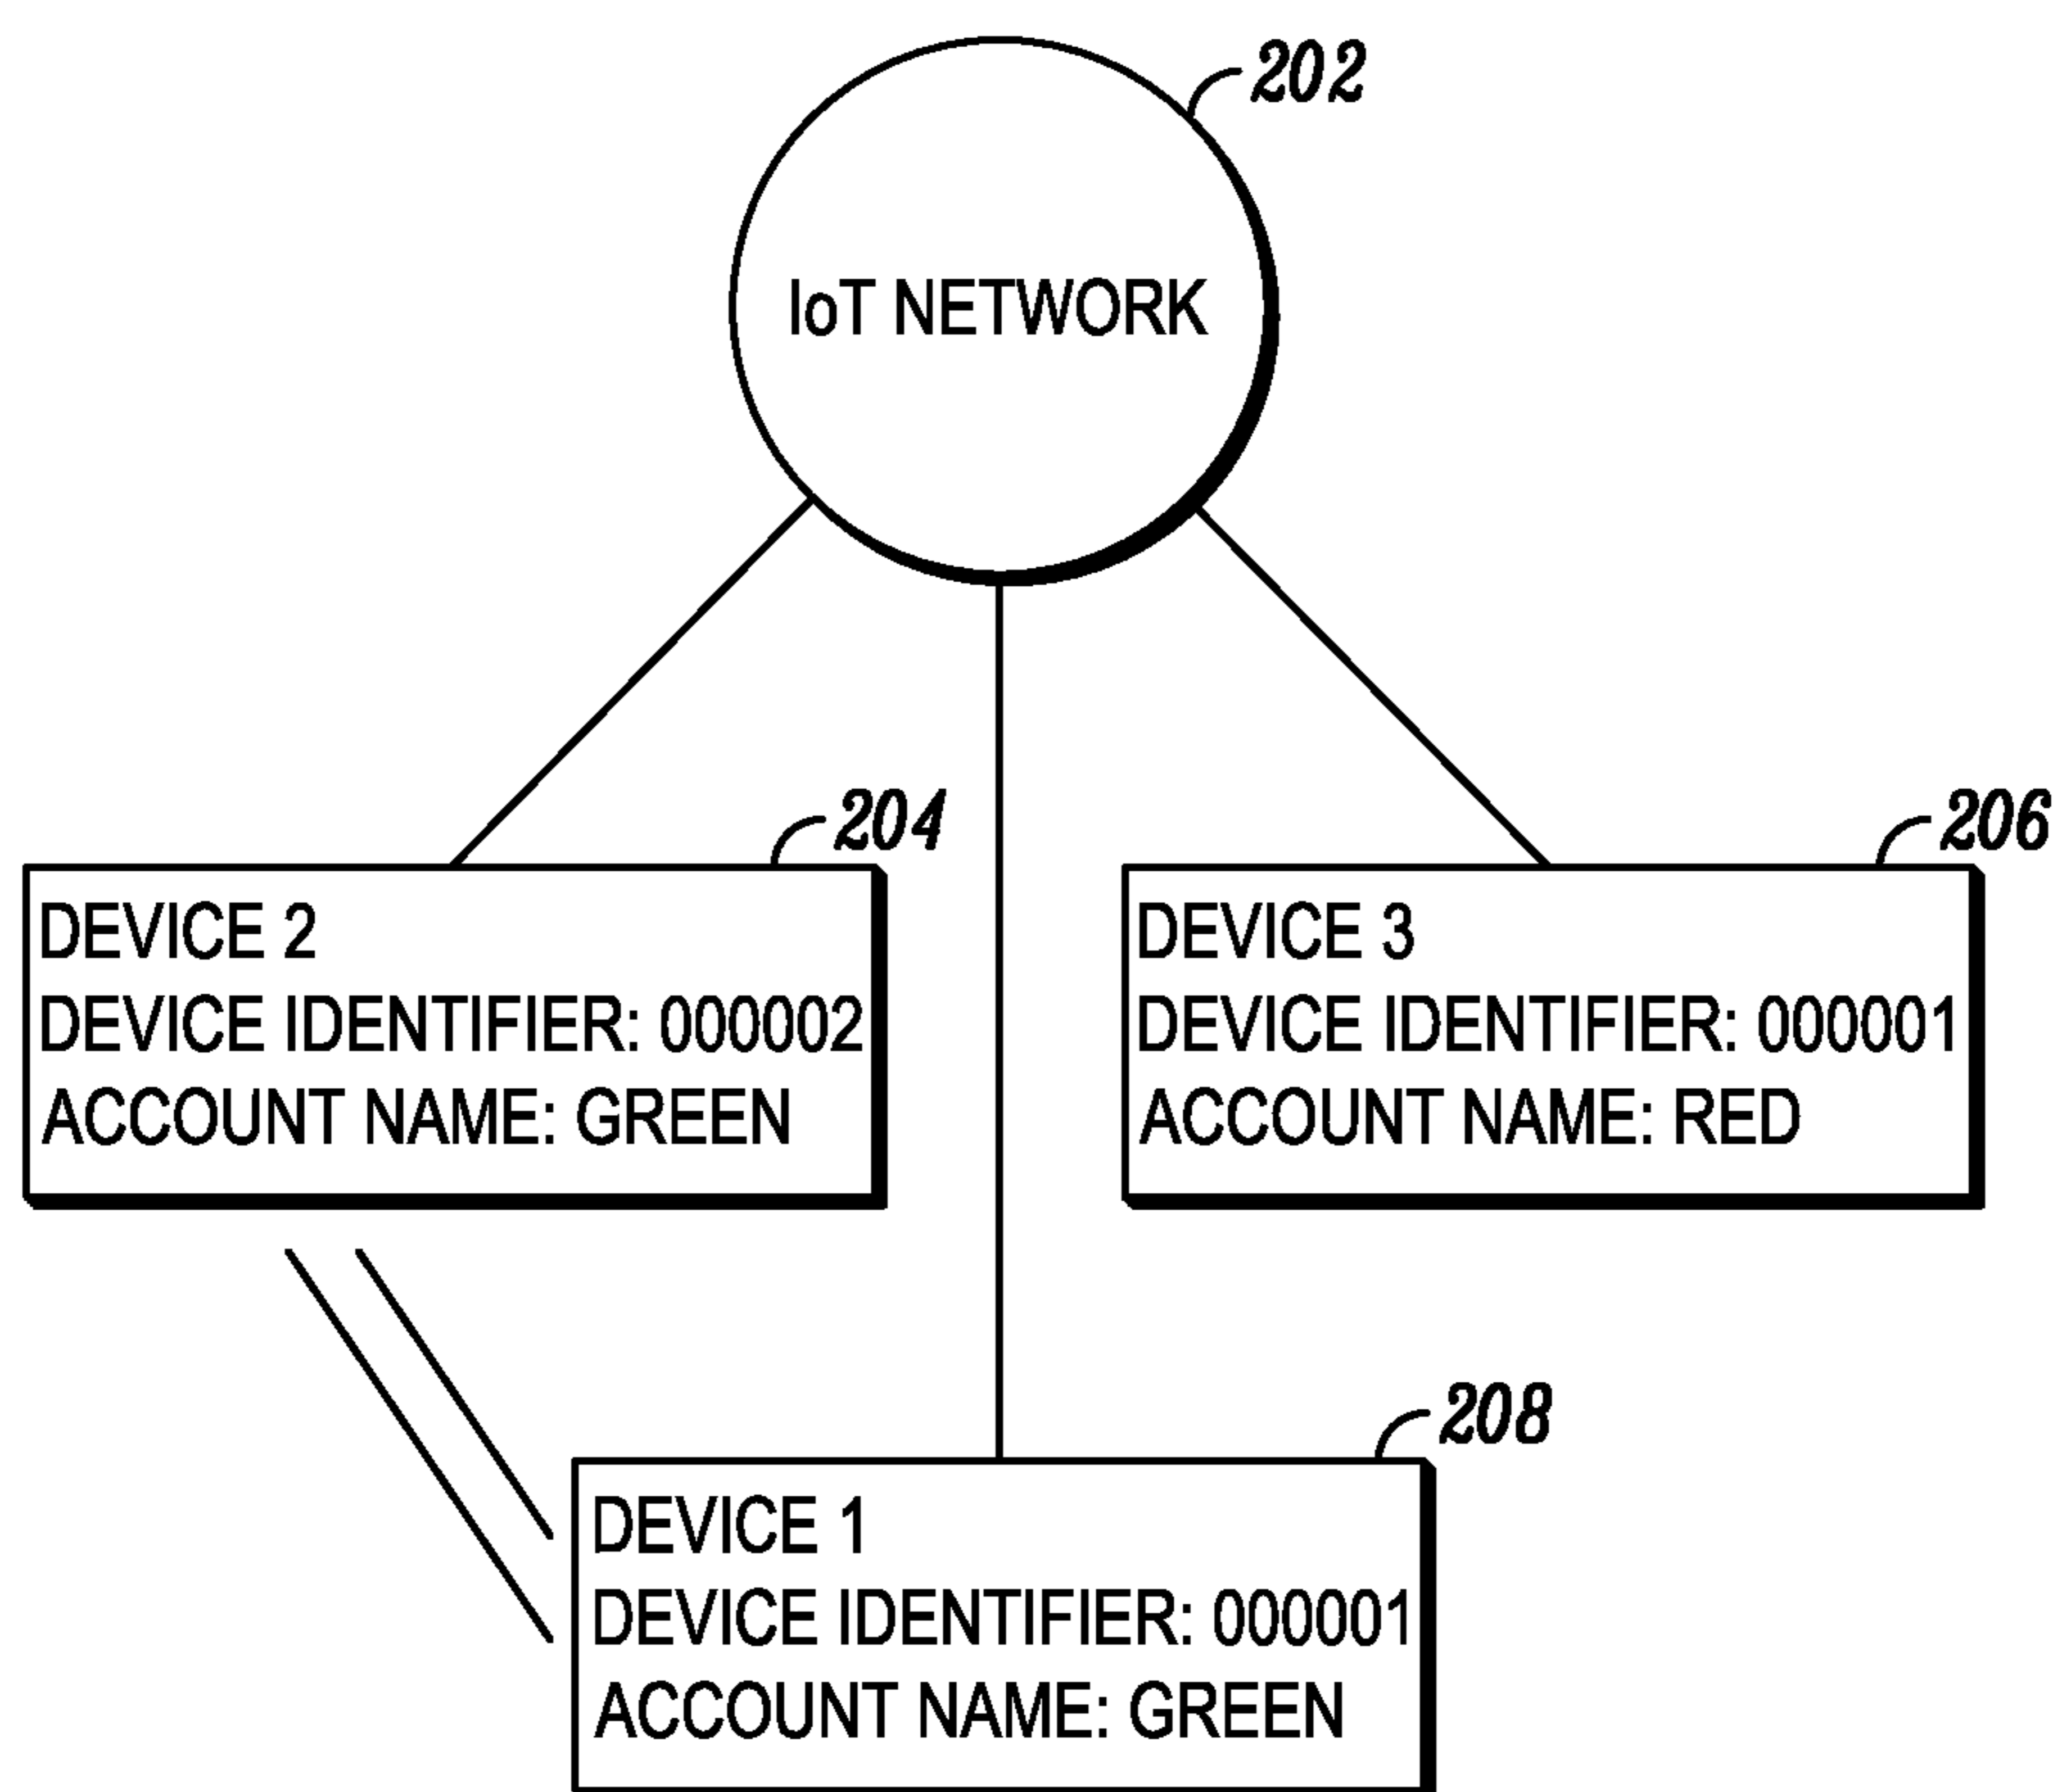 202
IoT NETWORK
204
DEVICE 2
DEVICE IDENTIFIER: 000002
ACCOUNT NAME: GREEN
206
DEVICE 3
DEVICE IDENTIFIER: 000001
ACCOUNT NAME: RED
208
DEVICE 1
DEVICE IDENTIFIER: 000001
ACCOUNT NAME: GREEN